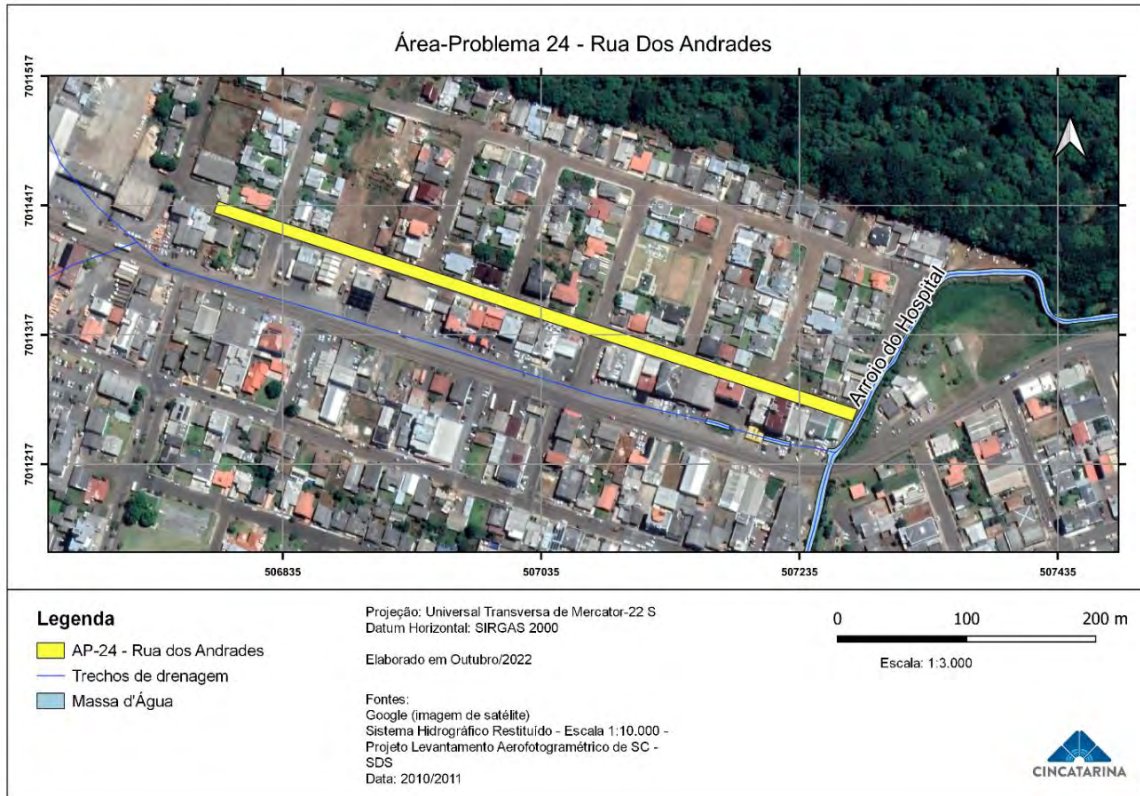 Área-Problema 24 - Rua Dos Andrades
7011517
7011417
7011317
7011217
Arroio do Hospital
506835
507035
507235
507435
Legenda
AP-24 - Rua dos Andrades
Trechos de drenagem
Massa d'Água
Projeção: Universal Transversa de Mercator-22 S
Datum Horizontal: SIRGAS 2000
Elaborado em Outubro/2022
Fontes:
Google (imagem de satélite)
Sistema Hidrográfico Restituído - Escala 1:10.000 -
Projeto Levantamento Aerofotogramétrico de SC -
SDS
Data: 2010/2011
0 100 200 m
Escala: 1:3.000
CINCATARINA